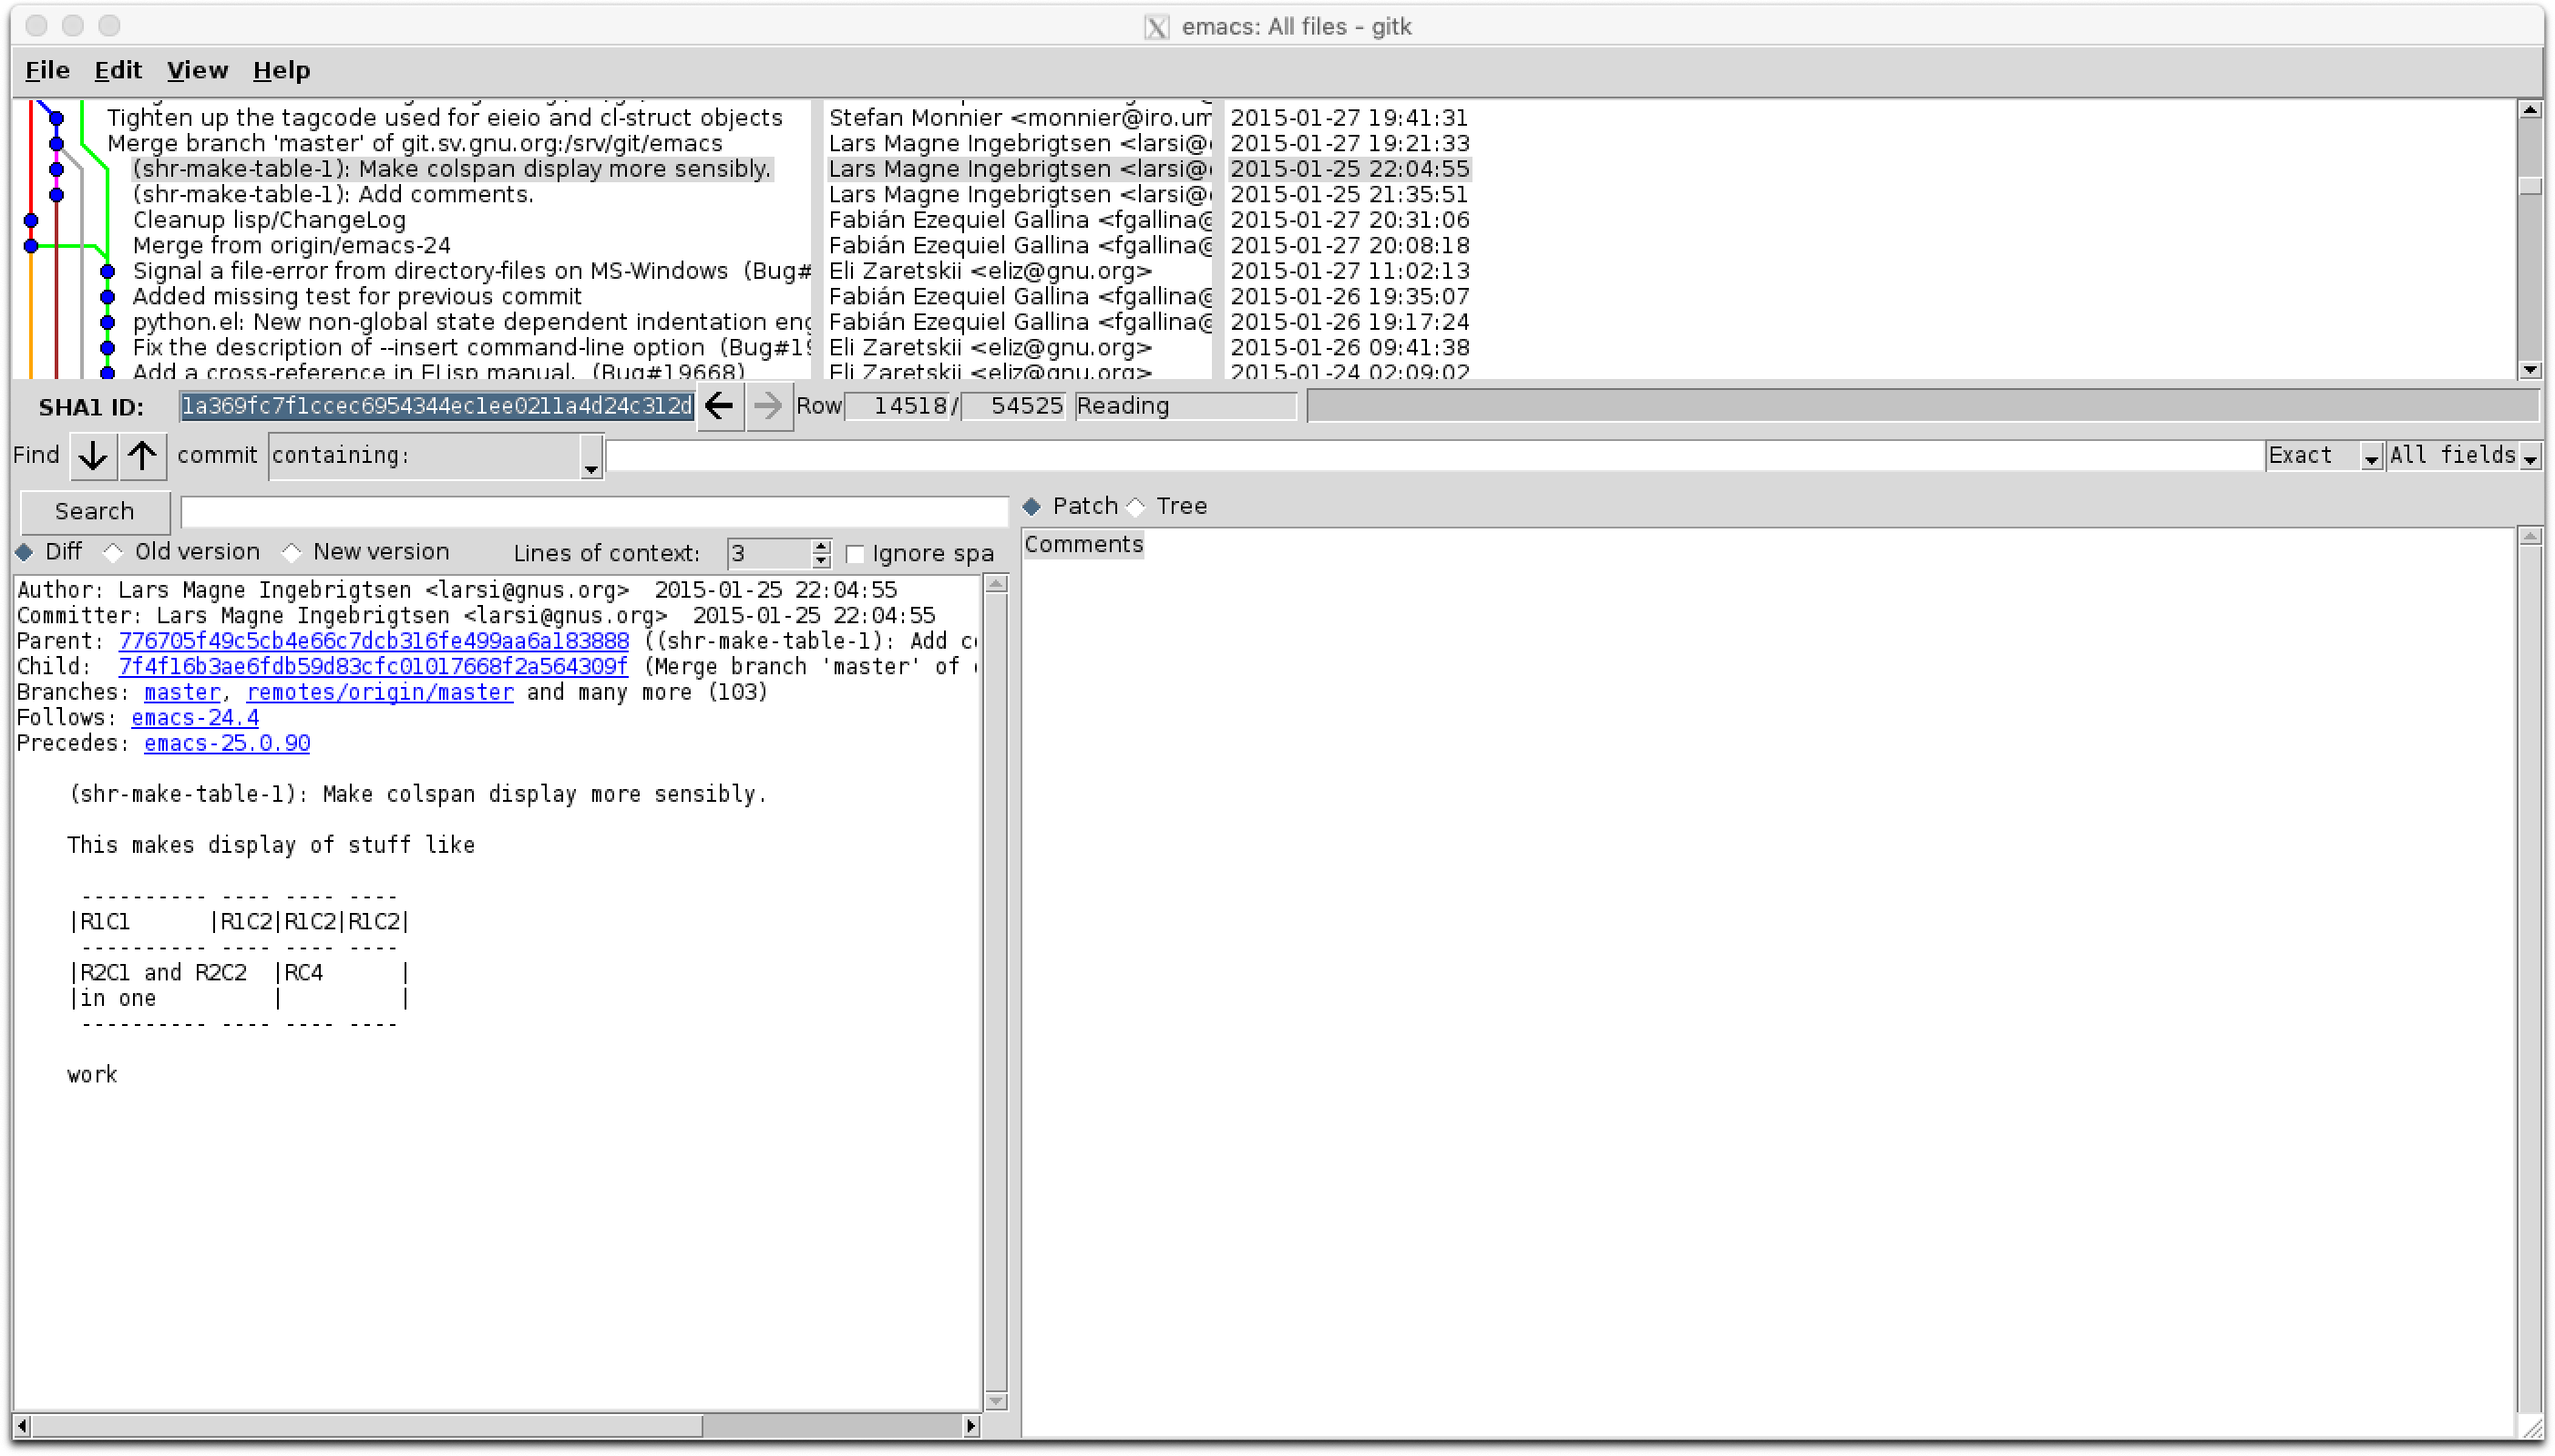 emacs: All files - gitk
File Edit View Help
Tighten up the tagcode used for eieio and cl-struct objects Stefan Monnier <monnier@iro.um 2015-01-27 19:41:31
Merge branch 'master' of git.sv.gnu.org:/srv/git/emacs Lars Magne Ingebrigtsen <larsi@ 2015-01-27 19:21:33
(shr-make-table-1): Make colspan display more sensibly. Lars Magne Ingebrigtsen <larsi@ 2015-01-25 22:04:55
(shr-make-table-1): Add comments. Lars Magne Ingebrigtsen <larsi@ 2015-01-25 21:35:51
Cleanup lisp/ChangeLog Fabián Ezequiel Gallina <fgallina@ 2015-01-27 20:31:06
Merge from origin/emacs-24 Fabián Ezequiel Gallina <fgallina@ 2015-01-27 20:08:18
Signal a file-error from directory-files on MS-Windows (Bug# Eli Zaretskii <eliz@gnu.org> 2015-01-27 11:02:13
Added missing test for previous commit Fabián Ezequiel Gallina <fgallina@ 2015-01-26 19:35:07
python.el: New non-global state dependent indentation eng Fabián Ezequiel Gallina <fgallina@ 2015-01-26 19:17:24
Fix the description of --insert command-line option (Bug#19 Eli Zaretskii <eliz@gnu.org> 2015-01-26 09:41:38
Add a cross-reference in ELisp manual. (Bug#19668) Eli Zaretskii <eliz@gnu.org> 2015-01-24 02:09:02
SHA1 ID: 1a369fc7f1ccec6954344ec1ee0211a4d24c312d Row 14518 / 54525 Reading
Find commit containing: Exact All fields
Search Patch Tree
Diff Old version New version Lines of context: 3 Ignore spa
Comments
Author: Lars Magne Ingebrigtsen <larsi@gnus.org>  2015-01-25 22:04:55
Committer: Lars Magne Ingebrigtsen <larsi@gnus.org>  2015-01-25 22:04:55
Parent: 776705f49c5cb4e66c7dcb316fe499aa6a183888 ((shr-make-table-1): Add c
Child:  7f4f16b3ae6fdb59d83cfc01017668f2a564309f (Merge branch 'master' of
Branches: master, remotes/origin/master and many more (103)
Follows: emacs-24.4
Precedes: emacs-25.0.90
(shr-make-table-1): Make colspan display more sensibly.
This makes display of stuff like
 ---------- ---- ---- ----
|R1C1      |R1C2|R1C2|R1C2|
 ---------- ---- ---- ----
|R2C1 and R2C2  |RC4      |
|in one         |         |
 ---------- ---- ---- ----
work